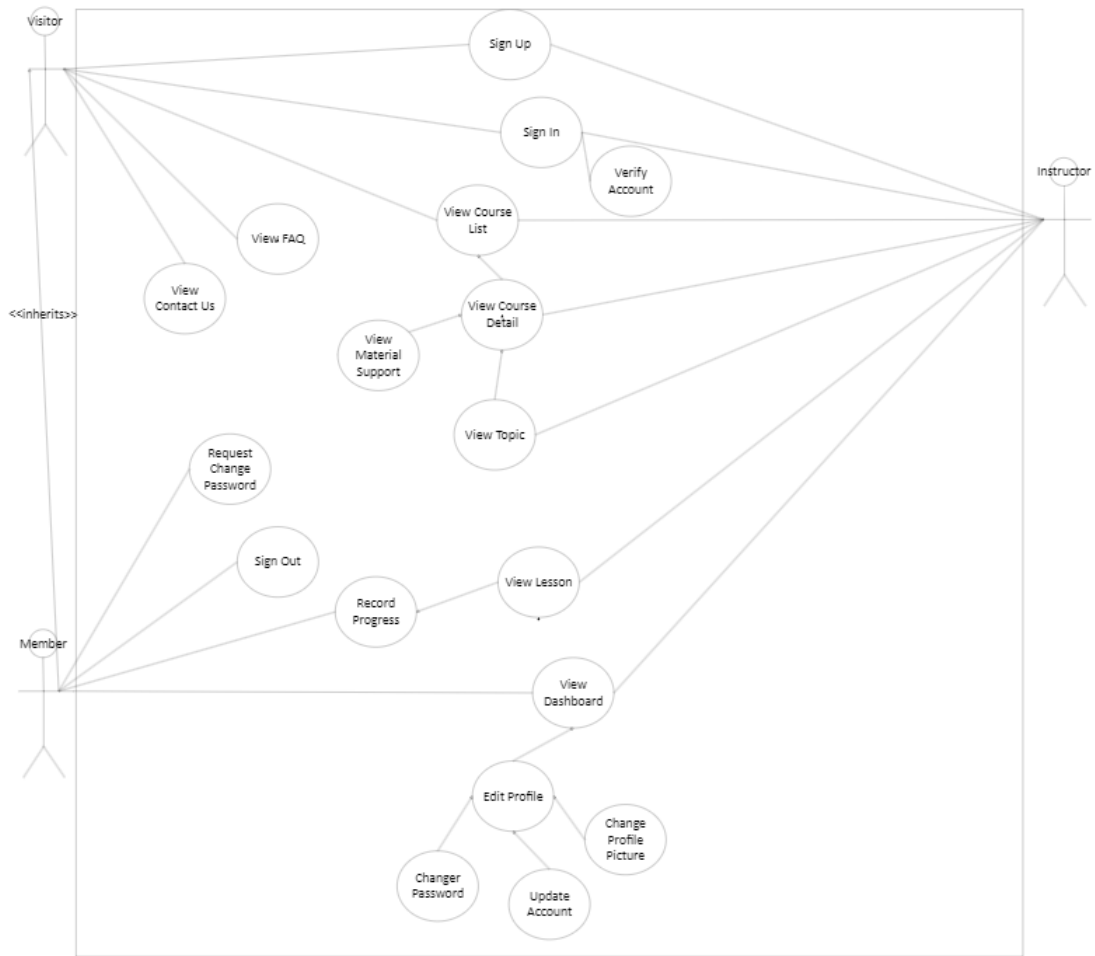 Visitor
Sign Up
Sign In
Verify
Account
Instructor
View Course
List
View FAQ
View
Contact Us
<<inherits>>
View Course
Detail
View
Material
Support
View Topic
Request
Change
Password
Sign Out
View Lesson
Record
Progress
Member
View
Dashboard
Edit Profile
Change
Profile
Picture
Changer
Password
Update
Account